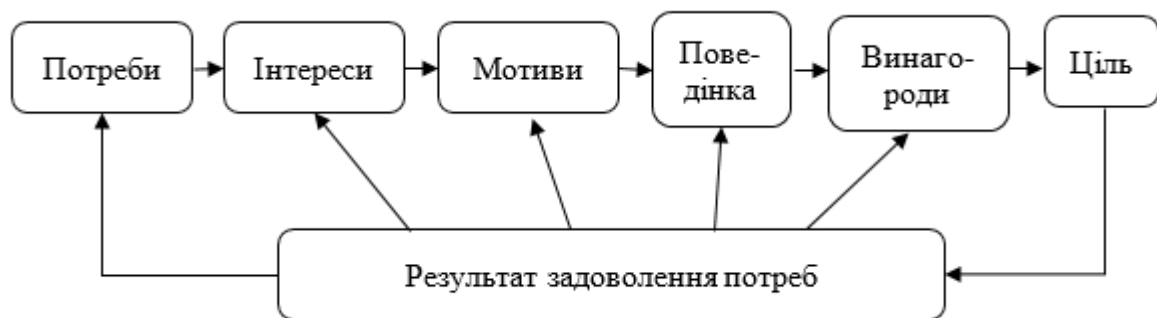 Потреби
Інтереси
Мотиви
Пове-
дінка
Винаго-
роди
Ціль
Результат задоволення потреб